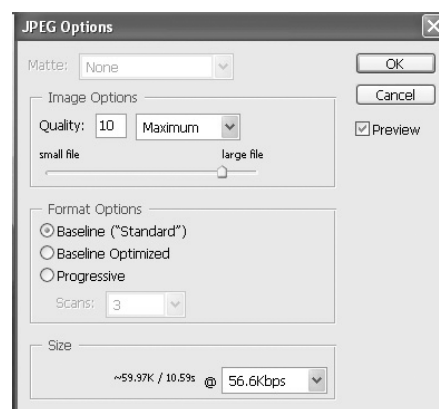 JPEG Options
Matte: None
OK
Image Options
Cancel
Quality: 10 Maximum
Preview
small file large file
Format Options
Baseline ("Standard")
Baseline Optimized
Progressive
Scans: 3
Size
~59.97K / 10.59s @ 56.6Kbps